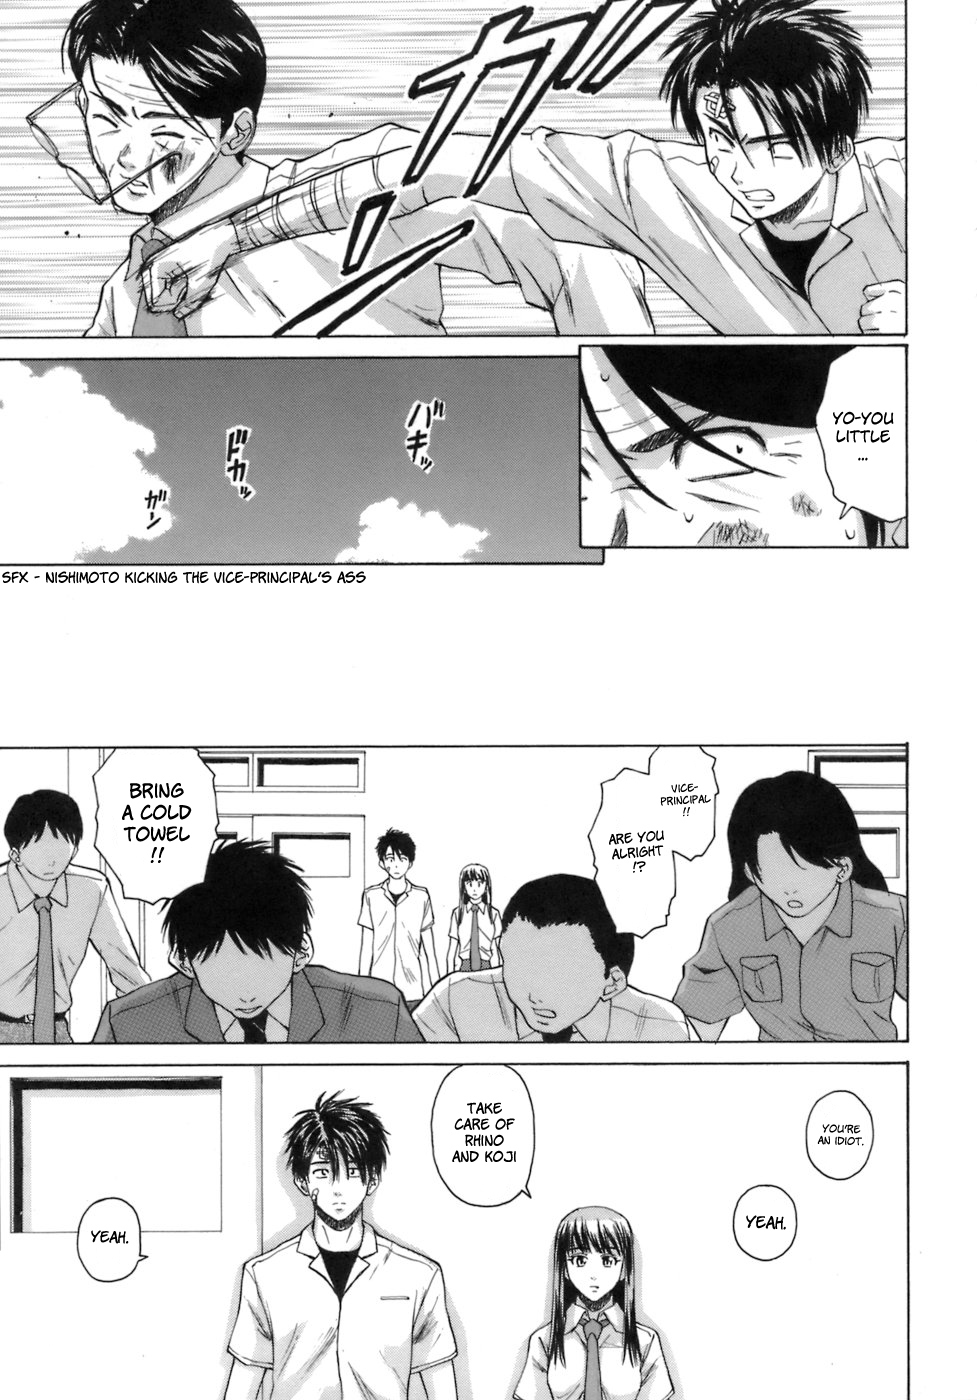 ガッ
YO-YOU
LITTLE
...
バキッ
ドカッ
ガン
SFX - NISHIMOTO KICKING THE VICE-PRINCIPAL'S ASS
VICE-
PRINCIPAL
!!
ARE YOU
ALRIGHT
!?
BRING
A COLD
TOWEL
!!
YOU'RE
AN IDIOT.
YEAH.
TAKE
CARE OF
RHINO
AND KOJI
YEAH.